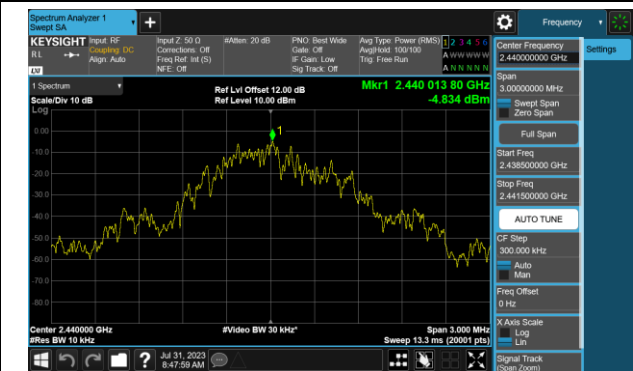 Spectrum Analyzer 1
Swept SA
+
Frequency
KEYSIGHT
RL
LXI
Input: RF
Coupling: DC
Align: Auto
Input Z: 50 Ω
Corrections: Off
Freq Ref: Int (S)
NFE: Off
#Atten: 20 dB
PNO: Best Wide
Gate: Off
IF Gain: Low
Sig Track: Off
Avg Type: Power (RMS)
Avg|Hold: 100/100
Trig: Free Run
1 2 3 4 5 6
A W W W W W
A N N N N N
Center Frequency
2.440000000 GHz
Settings
Span
3.00000000 MHz
Swept Span
Zero Span
Full Span
Start Freq
2.438500000 GHz
Stop Freq
2.441500000 GHz
AUTO TUNE
CF Step
300.000 kHz
Auto
Man
Freq Offset
0 Hz
X Axis Scale
Log
Lin
Signal Track
(Span Zoom)
1 Spectrum
Scale/Div 10 dB
Log
Ref Lvl Offset 12.00 dB
Ref Level 10.00 dBm
Mkr1 2.440 013 80 GHz
-4.834 dBm
1
0.00
-10.0
-20.0
-30.0
-40.0
-50.0
-60.0
-70.0
-80.0
Center 2.440000 GHz
#Res BW 10 kHz
#Video BW 30 kHz*
Span 3.000 MHz
Sweep 13.3 ms (20001 pts)
?
Jul 31, 2023
8:47:59 AM